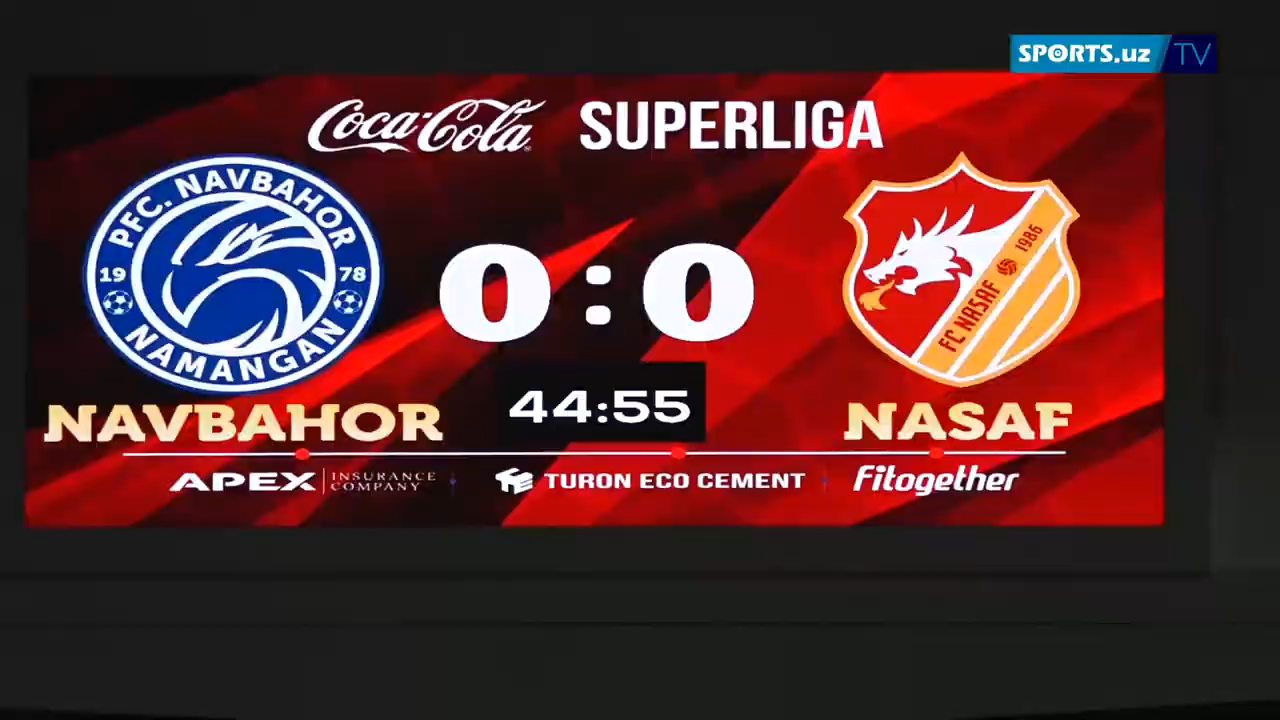 SPORTS.uz TV
Coca-Cola SUPERLIGA
PFC. NAVBAHOR
19 78
NAMANGAN
0:0
1986
FC NASAF
44:55
NAVBAHOR
NASAF
APEX INSURANCE COMPANY
TURON ECO CEMENT
Fitogether